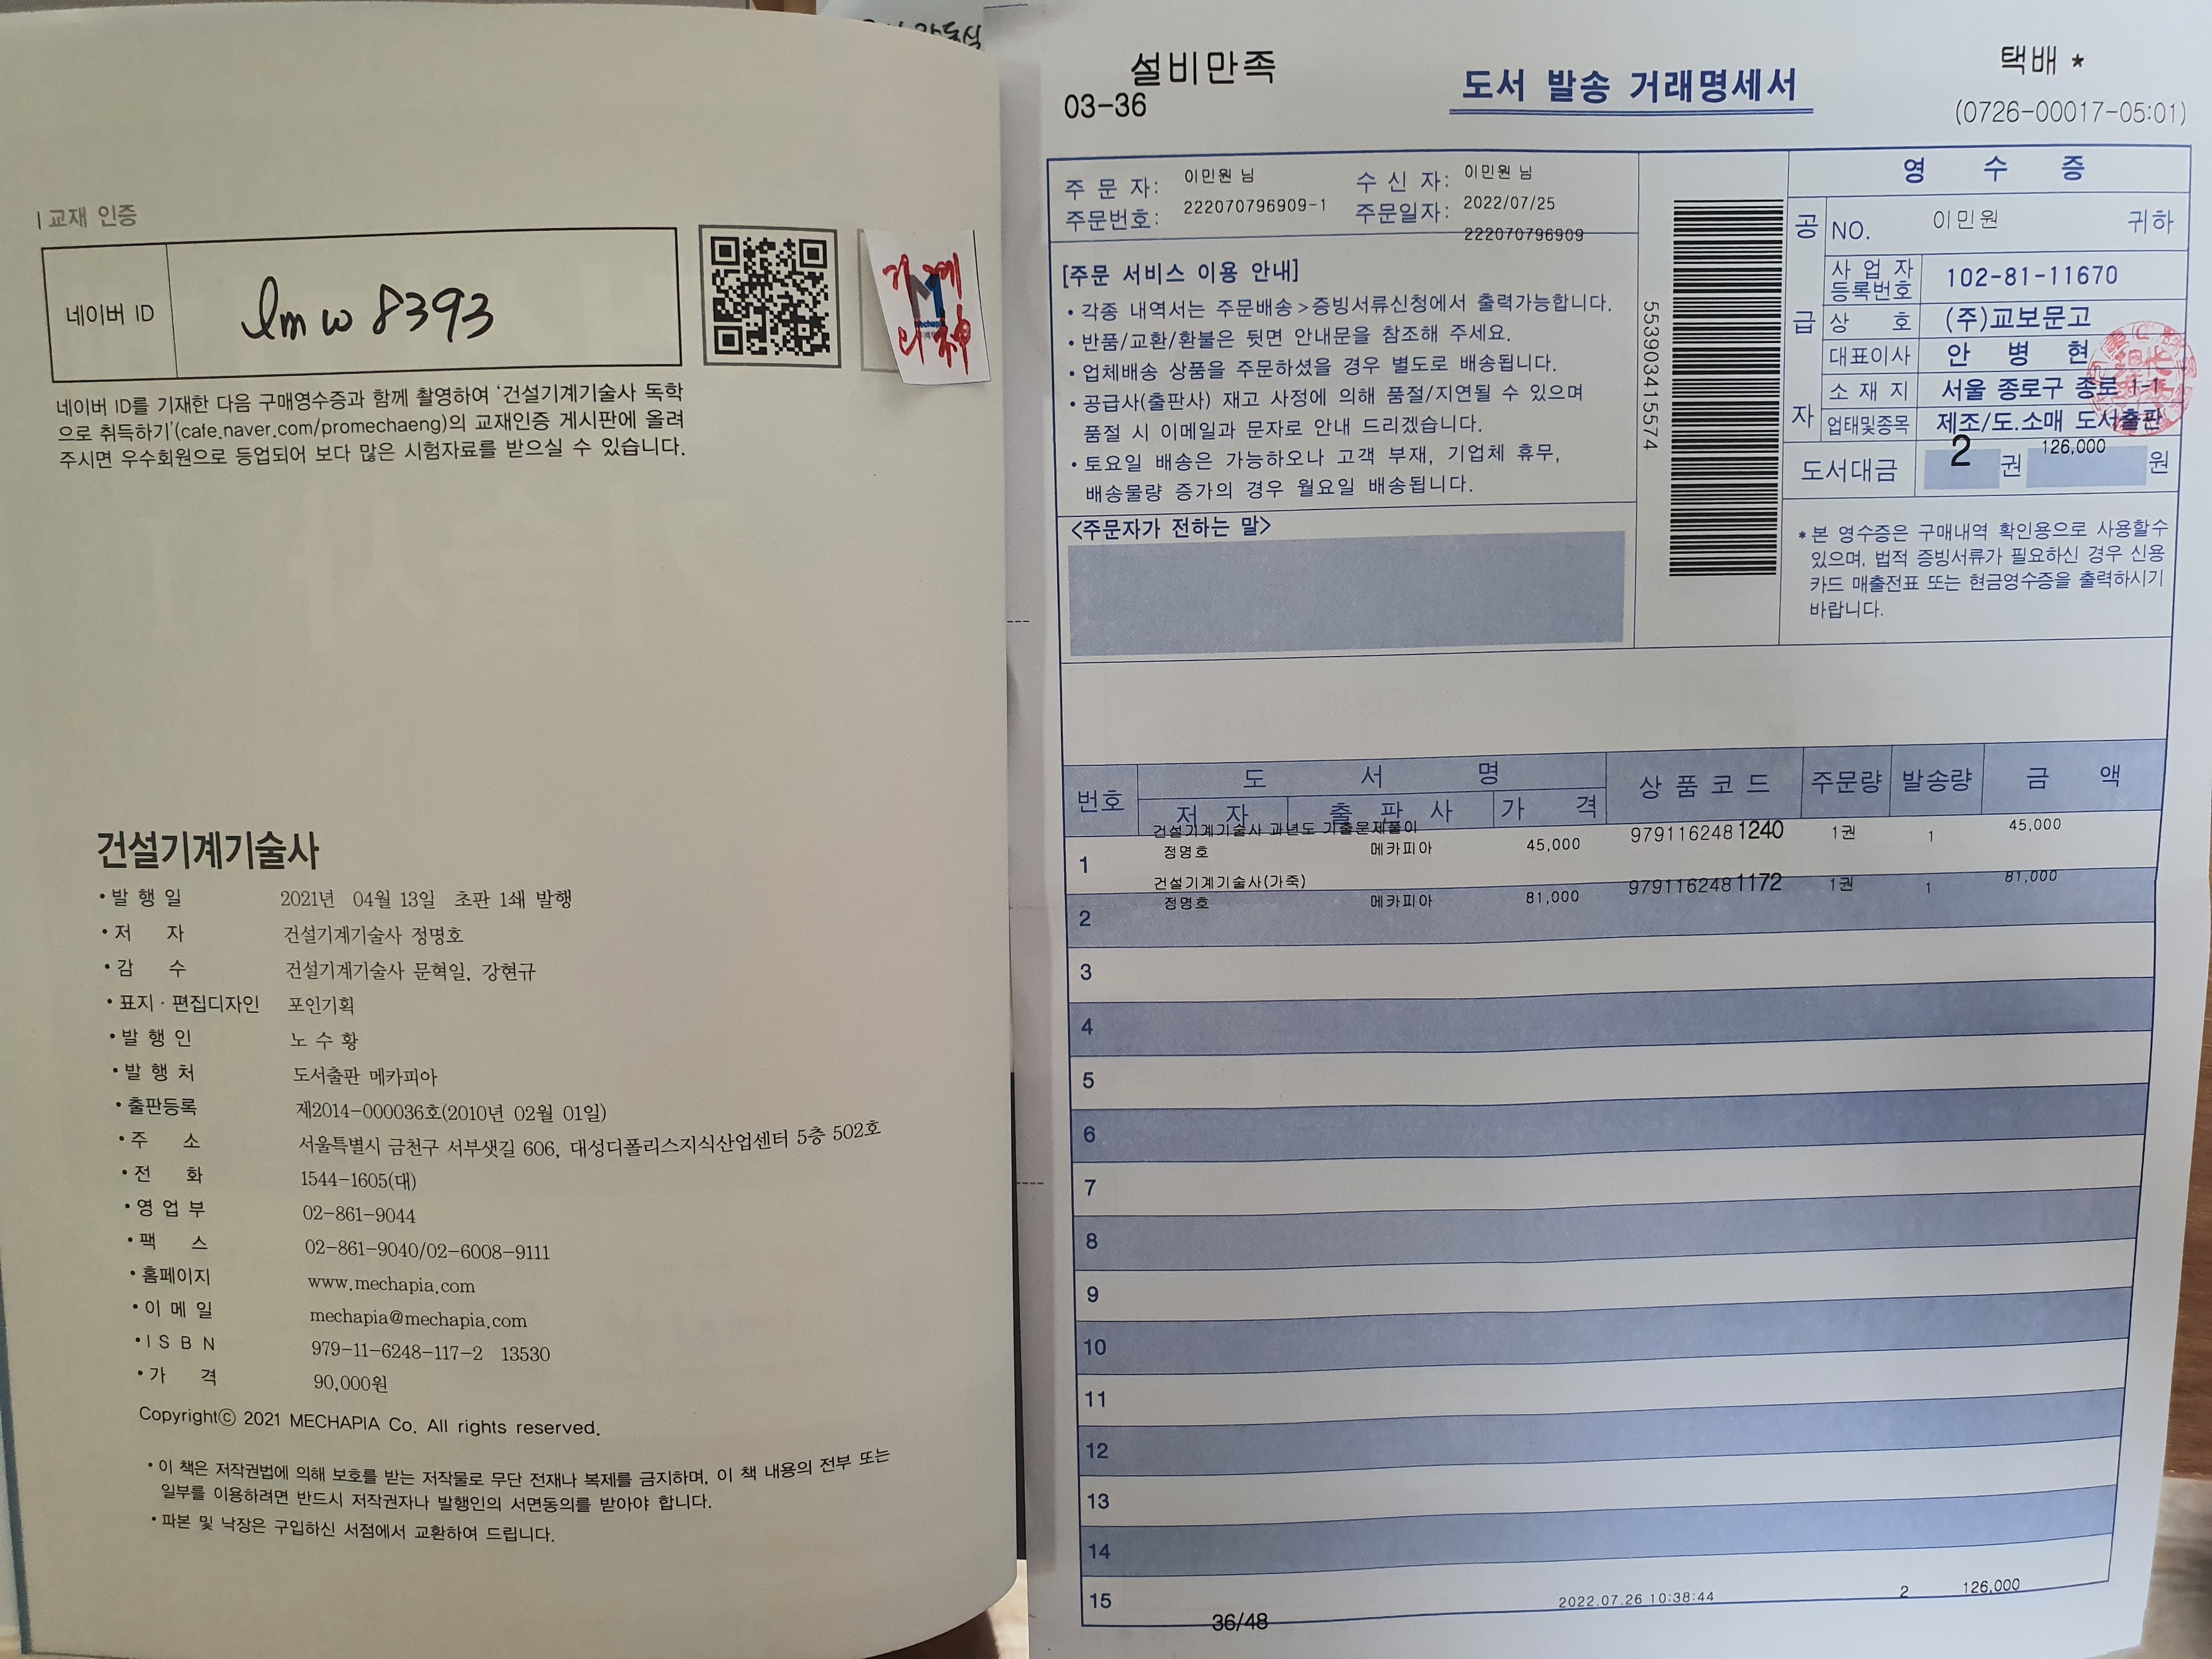 교재 인증
네이버 ID
lmw8393
네이버 ID를 기재한 다음 구매영수증과 함께 촬영하여 '건설기계기술사 독학
으로 취득하기'(cafe.naver.com/promechaeng)의 교재인증 게시판에 올려
주시면 우수회원으로 등업되어 보다 많은 시험자료를 받으실 수 있습니다.
기계
의 神
건설기계기술사
• 발 행 일 2021년 04월 13일 초판 1쇄 발행
• 저 자 건설기계기술사 정명호
• 감 수 건설기계기술사 문혁일, 강현규
• 표지 · 편집디자인 포인기획
• 발 행 인 노 수 황
• 발 행 처 도서출판 메카피아
• 출판등록 제2014-000036호(2010년 02월 01일)
• 주 소 서울특별시 금천구 서부샛길 606, 대성디폴리스지식산업센터 5층 502호
• 전 화 1544-1605(대)
• 영 업 부 02-861-9044
• 팩 스 02-861-9040/02-6008-9111
• 홈페이지 www.mechapia.com
• 이 메 일 mechapia@mechapia.com
• I S B N 979-11-6248-117-2 13530
• 가 격 90,000원
Copyrightⓒ 2021 MECHAPIA Co. All rights reserved.
• 이 책은 저작권법에 의해 보호를 받는 저작물로 무단 전재나 복제를 금지하며, 이 책 내용의 전부 또는
일부를 이용하려면 반드시 저작권자나 발행인의 서면동의를 받아야 합니다.
• 파본 및 낙장은 구입하신 서점에서 교환하여 드립니다.
설비만족
03-36
도서 발송 거래명세서
택배 *
(0726-00017-05:01)
주 문 자: 이민원 님 수 신 자: 이민원 님
주문번호: 222070796909-1 주문일자: 2022/07/25
222070796909
[주문 서비스 이용 안내]
• 각종 내역서는 주문배송>증빙서류신청에서 출력가능합니다.
• 반품/교환/환불은 뒷면 안내문을 참조해 주세요.
• 업체배송 상품을 주문하셨을 경우 별도로 배송됩니다.
• 공급사(출판사) 재고 사정에 의해 품절/지연될 수 있으며
품절 시 이메일과 문자로 안내 드리겠습니다.
• 토요일 배송은 가능하오나 고객 부재, 기업체 휴무,
배송물량 증가의 경우 월요일 배송됩니다.
<주문자가 전하는 말>
5539034155574
영 수 증
공 급 자
NO. 이민원 귀하
사 업 자 등록번호 102-81-11670
상 호 (주)교보문고
대표이사 안 병 현
소 재 지 서울 종로구 종로 1-1
업태및종목 제조/도.소매 도서출판
도서대금 2 권 126,000 원
* 본 영수증은 구매내역 확인용으로 사용할수
있으며, 법적 증빙서류가 필요하신 경우 신용
카드 매출전표 또는 현금영수증을 출력하시기
바랍니다.
번호 도 서 명 상 품 코 드 주문량 발송량 금 액
저 자 출 판 사 가 격
건설기계기술사 과년도 기출문제풀이
1 정명호 메카피아 45,000 9791162481240 1권 1 45,000
건설기계기술사(가죽)
2 정명호 메카피아 81,000 9791162481172 1권 1 81,000
3
4
5
6
7
8
9
10
11
12
13
14
15 2022.07.26 10:38:44 2 126,000
36/48